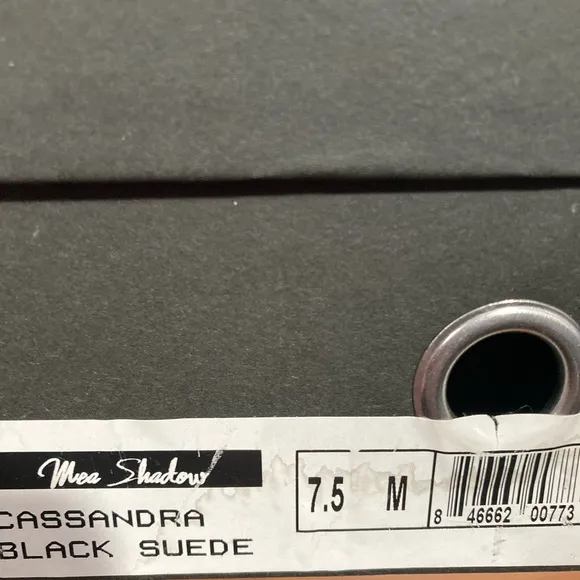 Mea Shadow
7.5 M
CASSANDRA
BLACK SUEDE
8 46662 00773